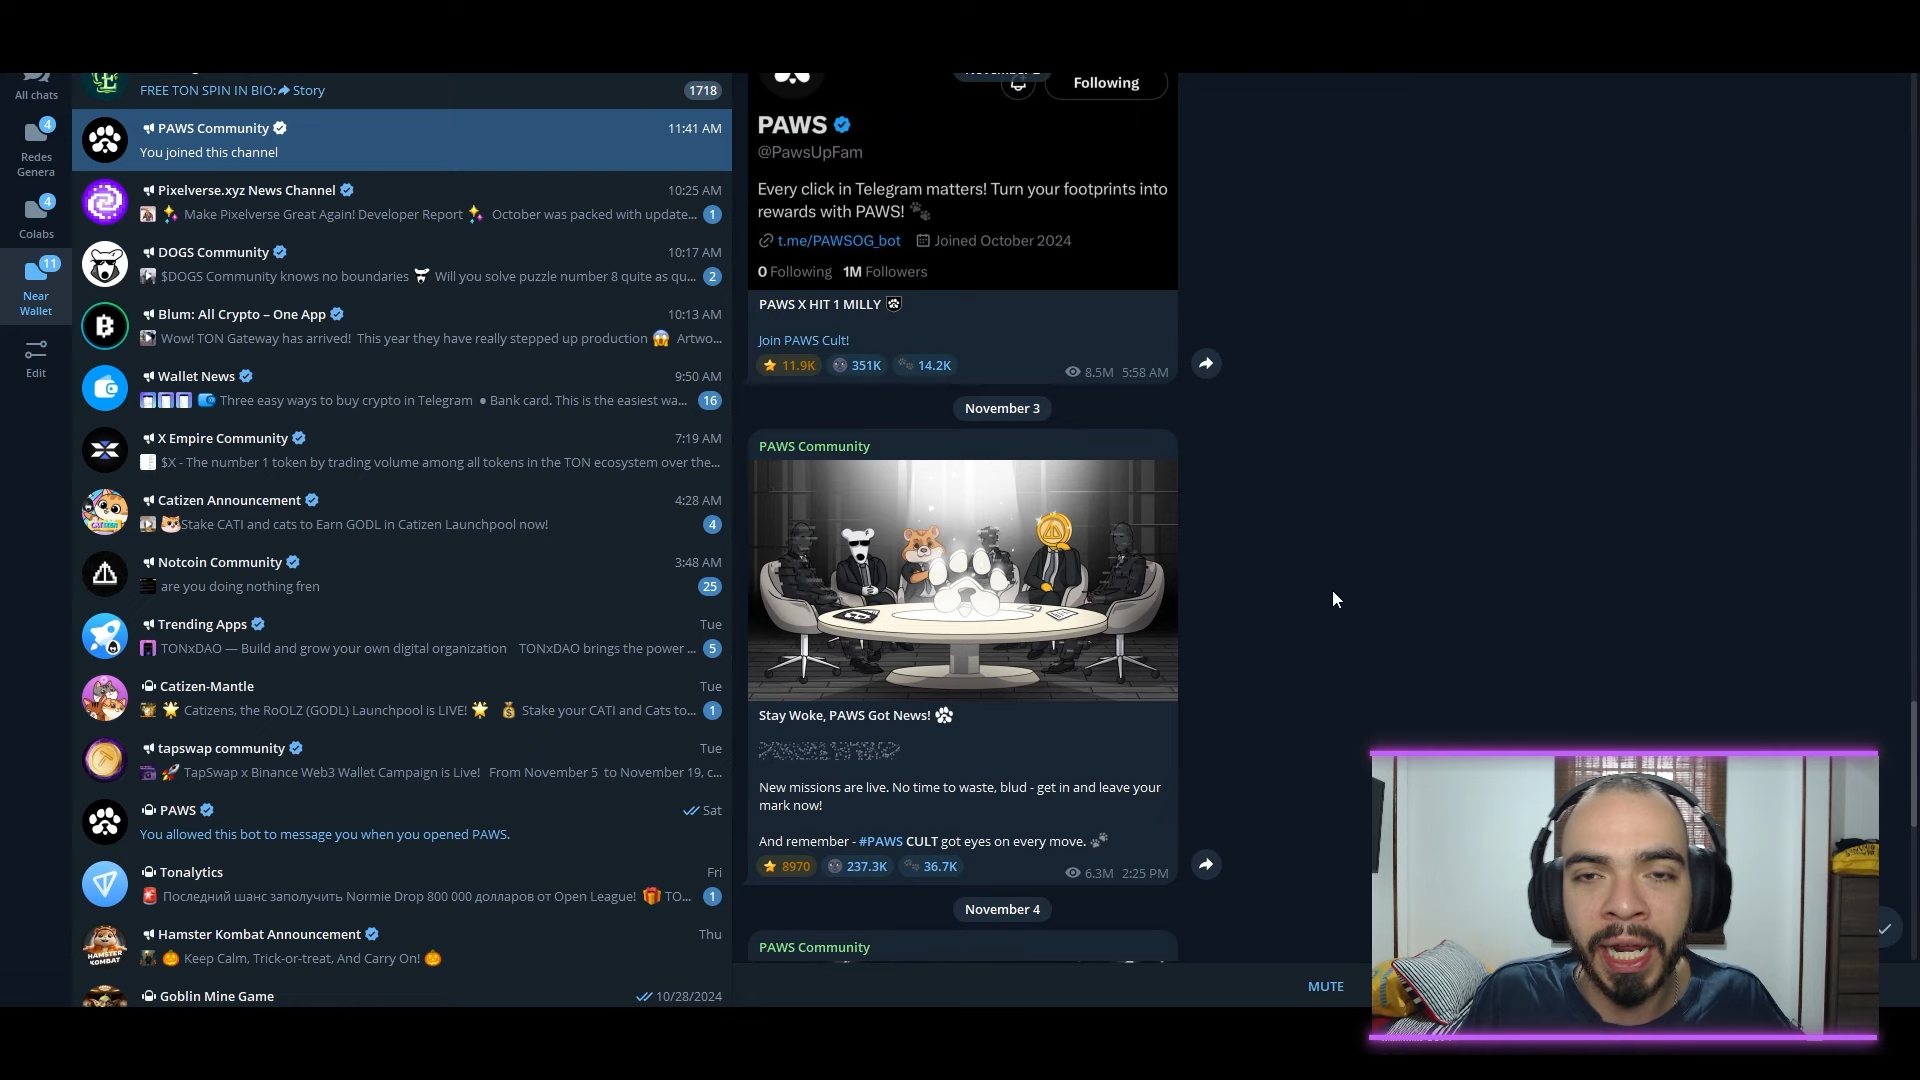 All chats
4
Redes
Genera
4
Colabs
11
Near
Wallet
Edit
FREE TON SPIN IN BIO: Story
1718
PAWS Community
11:41 AM
You joined this channel
Pixelverse.xyz News Channel
10:25 AM
Make Pixelverse Great Again! Developer Report October was packed with update...
1
DOGS Community
10:17 AM
$DOGS Community knows no boundaries Will you solve puzzle number 8 quite as qu...
2
Blum: All Crypto – One App
10:13 AM
Wow! TON Gateway has arrived! This year they have really stepped up production 😱 Artwo...
Wallet News
9:50 AM
Three easy ways to buy crypto in Telegram ● Bank card. This is the easiest wa...
16
X Empire Community
7:19 AM
$X - The number 1 token by trading volume among all tokens in the TON ecosystem over the...
Catizen Announcement
4:28 AM
Stake CATI and cats to Earn GODL in Catizen Launchpool now!
4
Notcoin Community
3:48 AM
are you doing nothing fren
25
Trending Apps
Tue
TONxDAO — Build and grow your own digital organization TONxDAO brings the power ...
5
Catizen-Mantle
Tue
Catizens, the RoOLZ (GODL) Launchpool is LIVE! 🌟 💰 Stake your CATI and Cats to...
1
tapswap community
Tue
🚀 TapSwap x Binance Web3 Wallet Campaign is Live! From November 5 to November 19, c...
PAWS
Sat
You allowed this bot to message you when you opened PAWS.
Tonalytics
Fri
🚨 Последний шанс заполучить Normie Drop 800 000 долларов от Open League! 🎁 TO...
1
Hamster Kombat Announcement
Thu
🎃 Keep Calm, Trick-or-treat, And Carry On! 🎃
Goblin Mine Game
10/28/2024
Following
PAWS
@PawsUpFam
Every click in Telegram matters! Turn your footprints into
rewards with PAWS! 🐾
t.me/PAWSOG_bot Joined October 2024
0 Following 1M Followers
PAWS X HIT 1 MILLY
Join PAWS Cult!
11.9K 351K 14.2K
8.5M 5:58 AM
November 3
PAWS Community
Stay Woke, PAWS Got News!
New missions are live. No time to waste, blud - get in and leave your
mark now!
And remember - #PAWS CULT got eyes on every move. 🐾
8970 237.3K 36.7K
6.3M 2:25 PM
November 4
PAWS Community
MUTE